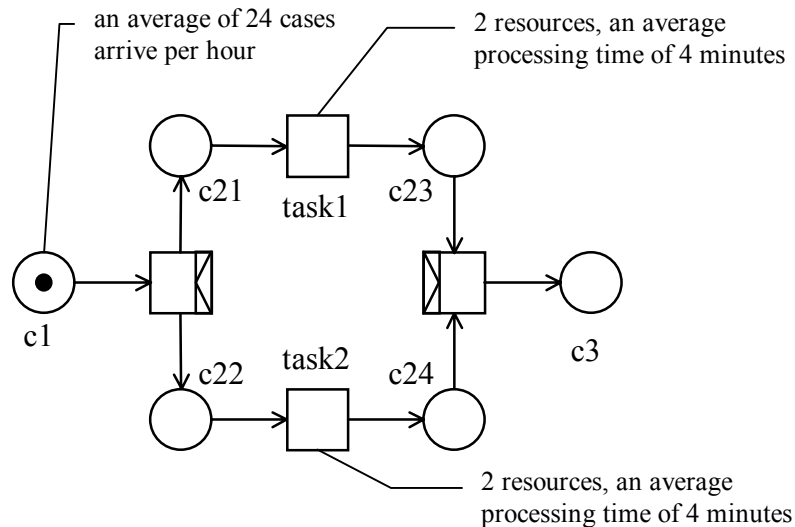 an average of 24 cases
arrive per hour
2 resources, an average
processing time of 4 minutes
c21
task1
c23
c1
c3
c22
task2
c24
2 resources, an average
processing time of 4 minutes